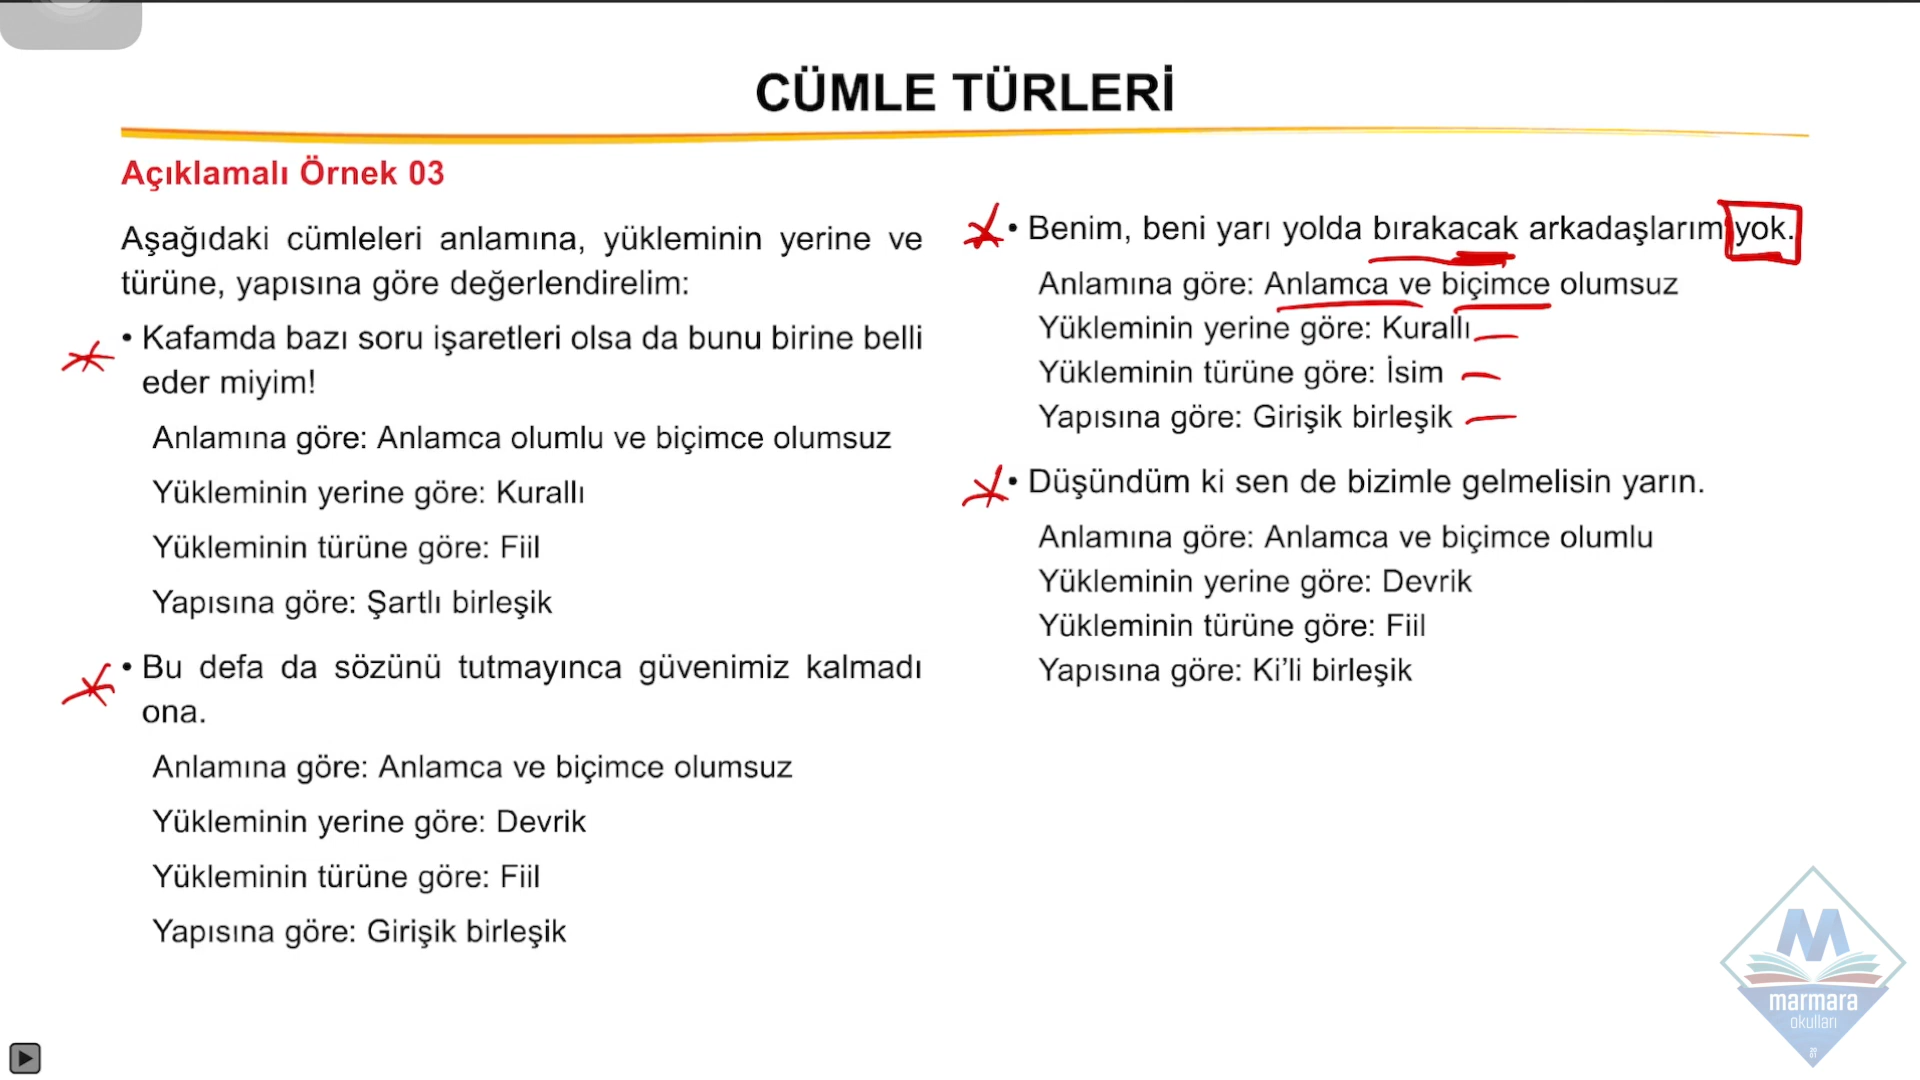 CÜMLE TÜRLERİ
Açıklamalı Örnek 03
Aşağıdaki cümleleri anlamına, yükleminin yerine ve
türüne, yapısına göre değerlendirelim:
• Kafamda bazı soru işaretleri olsa da bunu birine belli
eder miyim!
Anlamına göre: Anlamca olumlu ve biçimce olumsuz
Yükleminin yerine göre: Kurallı
Yükleminin türüne göre: Fiil
Yapısına göre: Şartlı birleşik
• Bu defa da sözünü tutmayınca güvenimiz kalmadı
ona.
Anlamına göre: Anlamca ve biçimce olumsuz
Yükleminin yerine göre: Devrik
Yükleminin türüne göre: Fiil
Yapısına göre: Girişik birleşik
• Benim, beni yarı yolda bırakacak arkadaşlarım yok.
Anlamına göre: Anlamca ve biçimce olumsuz
Yükleminin yerine göre: Kurallı
Yükleminin türüne göre: İsim
Yapısına göre: Girişik birleşik
• Düşündüm ki sen de bizimle gelmelisin yarın.
Anlamına göre: Anlamca ve biçimce olumlu
Yükleminin yerine göre: Devrik
Yükleminin türüne göre: Fiil
Yapısına göre: Ki'li birleşik
marmara
okulları